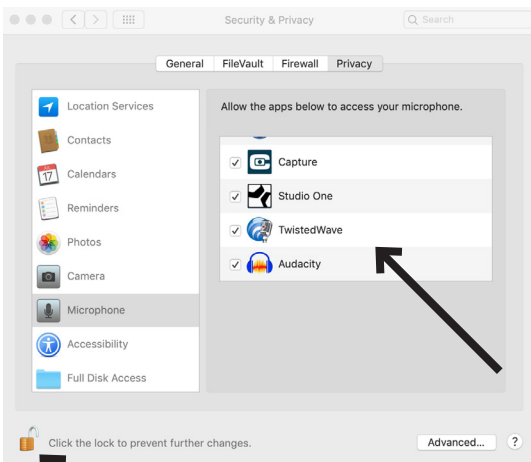 Security & Privacy
Search
General FileVault Firewall Privacy
Location Services
Contacts
17
Calendars
Reminders
Photos
Camera
Microphone
Accessibility
Full Disk Access
Allow the apps below to access your microphone.
Capture
Studio One
TwistedWave
Audacity
Click the lock to prevent further changes.
Advanced... ?